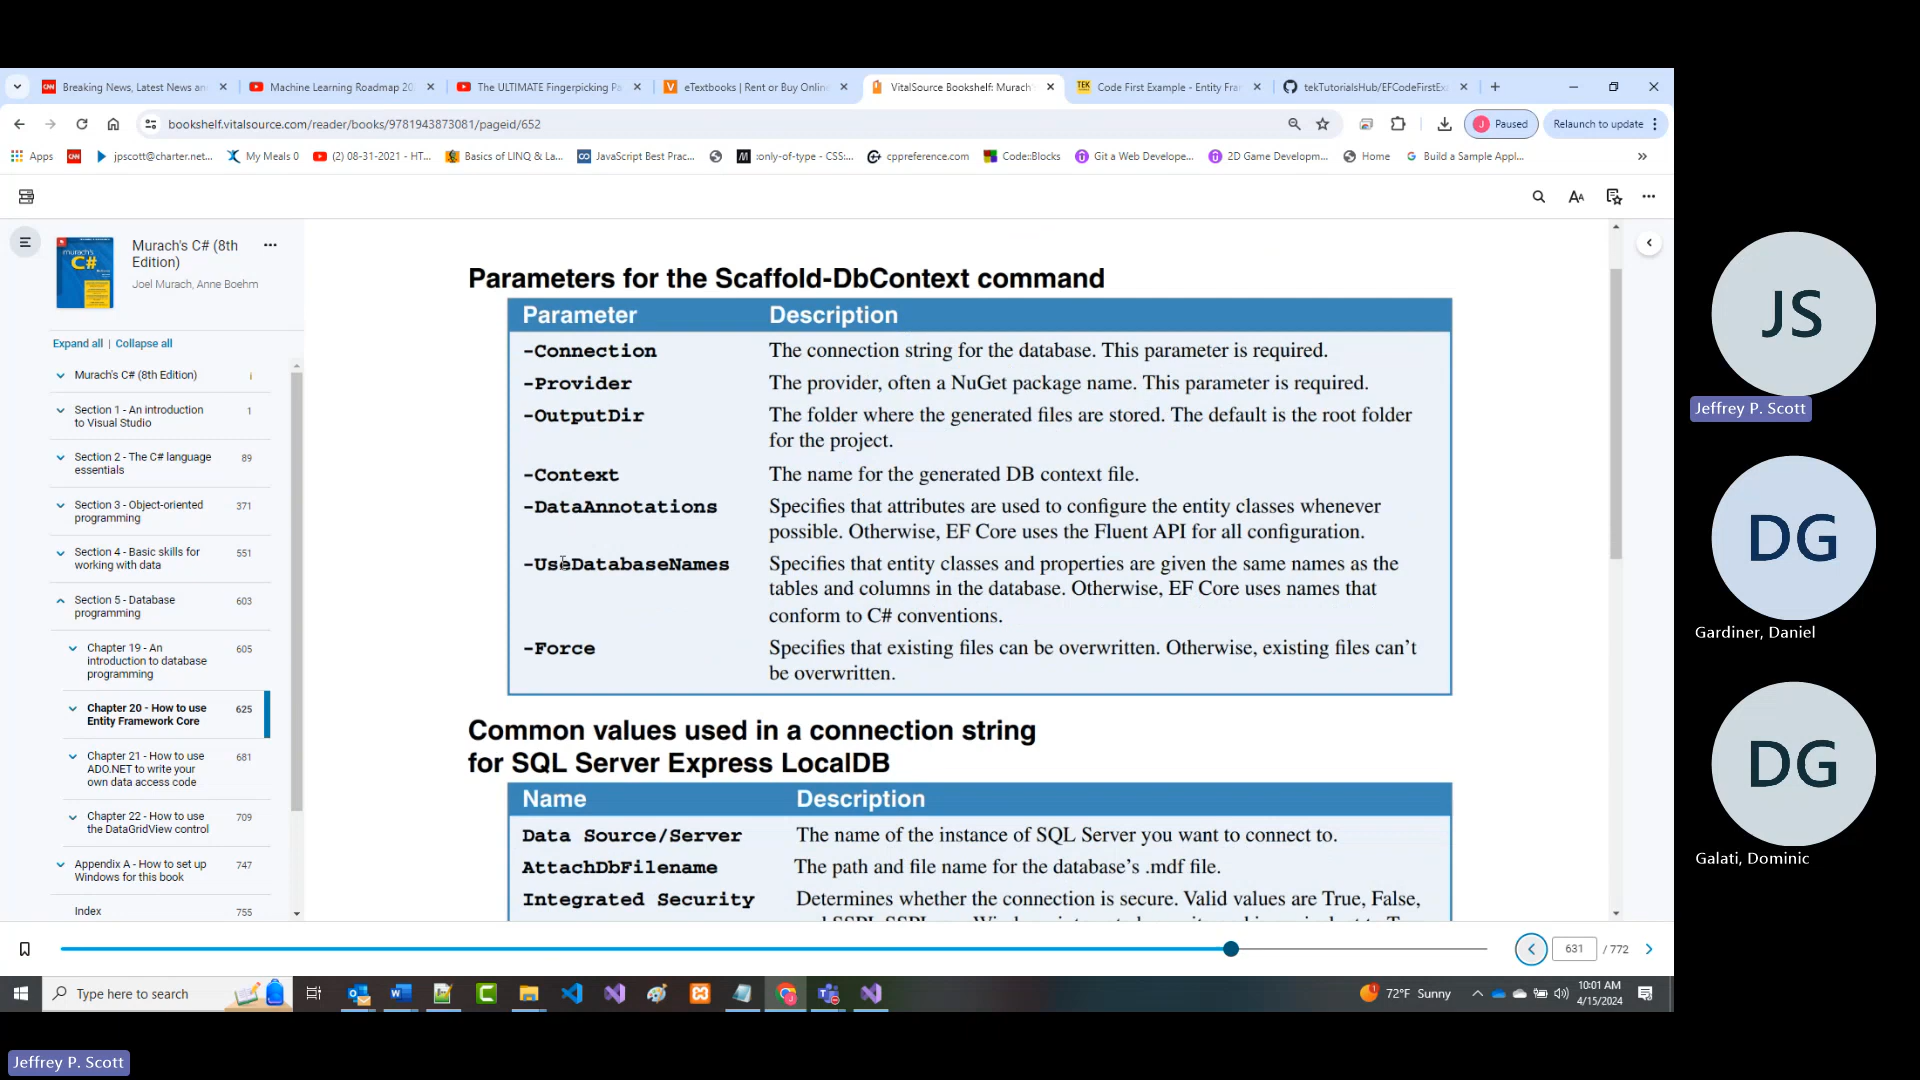 Breaking News, Latest News an
Machine Learning Roadmap 20
The ULTIMATE Fingerpicking Pa
eTextbooks | Rent or Buy Onlin
VitalSource Bookshelf: Murach'
Code First Example - Entity Fra
tekTutorialsHub/EFCodeFirstEx
bookshelf.vitalsource.com/reader/books/9781943873081/pageid/652
Paused
Relaunch to update
Apps
jpscott@charter.net...
My Meals 0
(2) 08-31-2021 - HT...
Basics of LINQ & La...
JavaScript Best Prac...
:only-of-type - CSS:...
cppreference.com
Code::Blocks
Git a Web Develope...
2D Game Developm...
Home
Build a Sample Appl...
Murach's C# (8th
Edition)
Joel Murach, Anne Boehm
Expand all | Collapse all
Murach's C# (8th Edition) i
Section 1 - An introduction
to Visual Studio
1
Section 2 - The C# language
essentials
89
Section 3 - Object-oriented
programming
371
Section 4 - Basic skills for
working with data
551
Section 5 - Database
programming
603
Chapter 19 - An
introduction to database
programming
605
Chapter 20 - How to use
Entity Framework Core
625
Chapter 21 - How to use
ADO.NET to write your
own data access code
681
Chapter 22 - How to use
the DataGridView control
709
Appendix A - How to set up
Windows for this book
747
Index 755
Parameters for the Scaffold-DbContext command
Parameter Description
-Connection The connection string for the database. This parameter is required.
-Provider The provider, often a NuGet package name. This parameter is required.
-OutputDir The folder where the generated files are stored. The default is the root folder
for the project.
-Context The name for the generated DB context file.
-DataAnnotations Specifies that attributes are used to configure the entity classes whenever
possible. Otherwise, EF Core uses the Fluent API for all configuration.
-UseDatabaseNames Specifies that entity classes and properties are given the same names as the
tables and columns in the database. Otherwise, EF Core uses names that
conform to C# conventions.
-Force Specifies that existing files can be overwritten. Otherwise, existing files can't
be overwritten.
Common values used in a connection string
for SQL Server Express LocalDB
Name Description
Data Source/Server The name of the instance of SQL Server you want to connect to.
AttachDbFilename The path and file name for the database's .mdf file.
Integrated Security Determines whether the connection is secure. Valid values are True, False,
631 / 772
Type here to search
72°F Sunny
10:01 AM
4/15/2024
JS
Jeffrey P. Scott
DG
Gardiner, Daniel
DG
Galati, Dominic
Jeffrey P. Scott